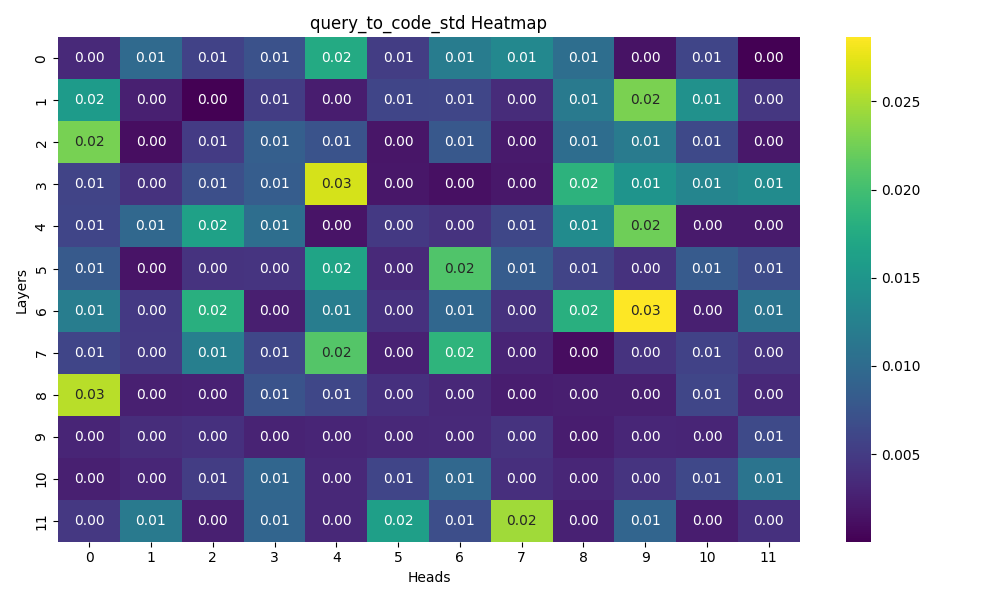 query_to_code_std Heatmap
0 0.00 0.01 0.01 0.01 0.02 0.01 0.01 0.01 0.01 0.00 0.01 0.00
1 0.02 0.00 0.00 0.01 0.00 0.01 0.01 0.00 0.01 0.02 0.01 0.00
2 0.02 0.00 0.01 0.01 0.01 0.00 0.01 0.00 0.01 0.01 0.01 0.00
3 0.01 0.00 0.01 0.01 0.03 0.00 0.00 0.00 0.02 0.01 0.01 0.01
4 0.01 0.01 0.02 0.01 0.00 0.00 0.00 0.01 0.01 0.02 0.00 0.00
5 0.01 0.00 0.00 0.00 0.02 0.00 0.02 0.01 0.01 0.00 0.01 0.01
6 0.01 0.00 0.02 0.00 0.01 0.00 0.01 0.00 0.02 0.03 0.00 0.01
7 0.01 0.00 0.01 0.01 0.02 0.00 0.02 0.00 0.00 0.00 0.01 0.00
8 0.03 0.00 0.00 0.01 0.01 0.00 0.00 0.00 0.00 0.00 0.01 0.00
9 0.00 0.00 0.00 0.00 0.00 0.00 0.00 0.00 0.00 0.00 0.00 0.01
10 0.00 0.00 0.01 0.01 0.00 0.01 0.01 0.00 0.00 0.00 0.01 0.01
11 0.00 0.01 0.00 0.01 0.00 0.02 0.01 0.02 0.00 0.01 0.00 0.00
0 1 2 3 4 5 6 7 8 9 10 11
Layers
Heads
0.025
0.020
0.015
0.010
0.005